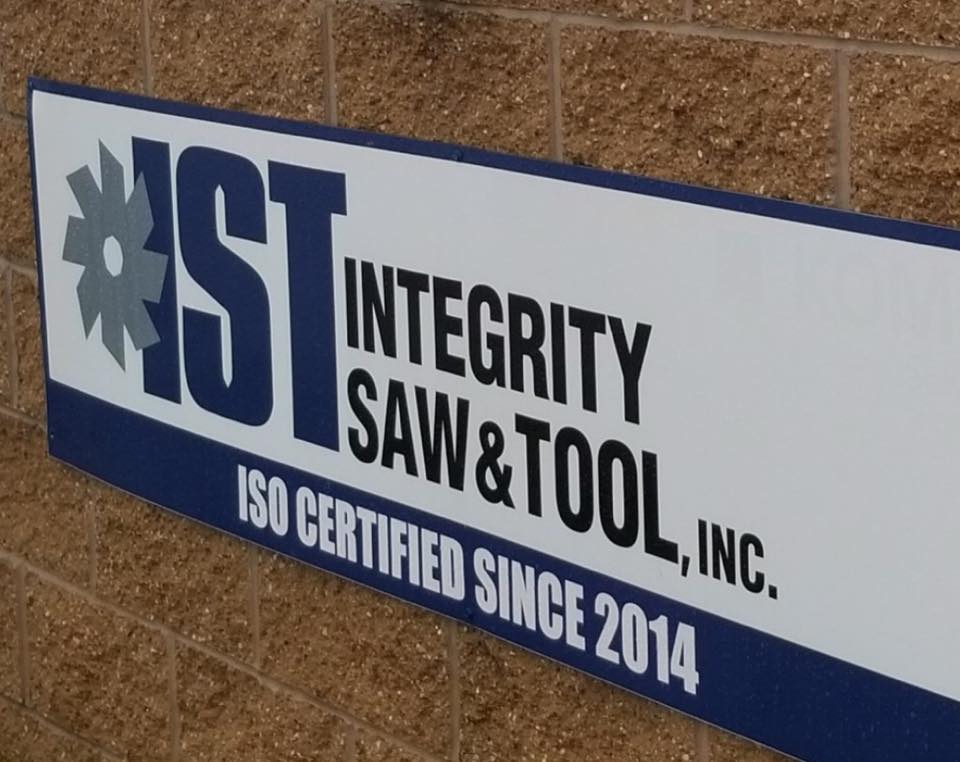 IST
INTEGRITY
SAW & TOOL, INC.
ISO CERTIFIED SINCE 2014